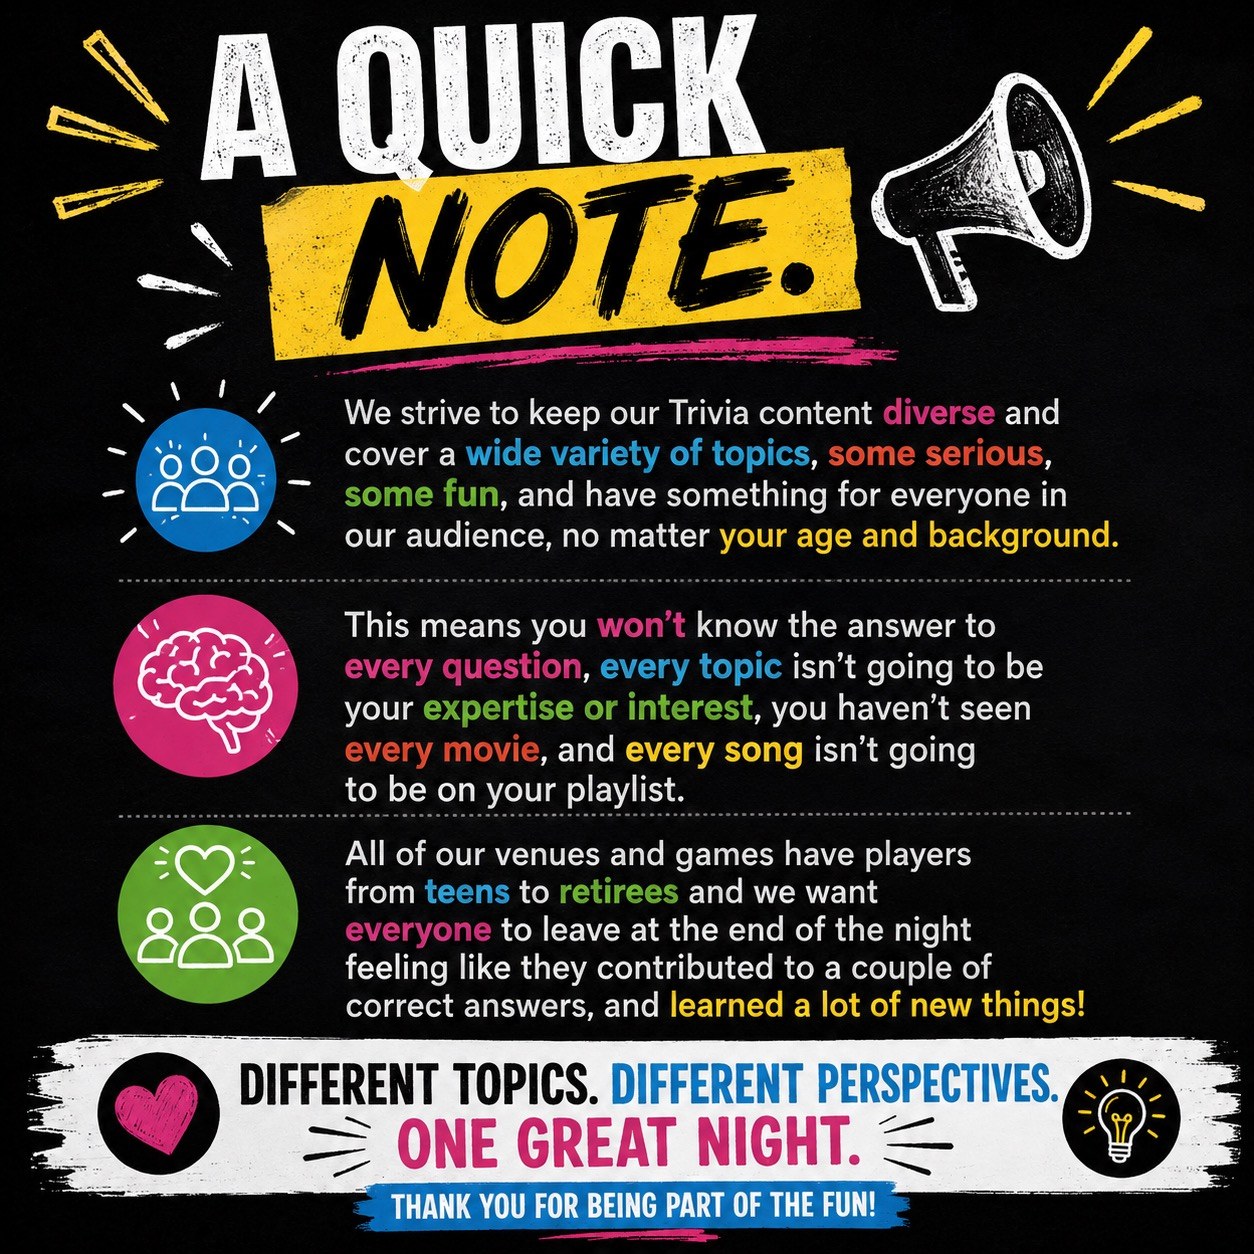 A QUICK
NOTE.
We strive to keep our Trivia content diverse and
cover a wide variety of topics, some serious,
some fun, and have something for everyone in
our audience, no matter your age and background.
This means you won't know the answer to
every question, every topic isn't going to be
your expertise or interest, you haven't seen
every movie, and every song isn't going
to be on your playlist.
All of our venues and games have players
from teens to retirees and we want
everyone to leave at the end of the night
feeling like they contributed to a couple of
correct answers, and learned a lot of new things!
DIFFERENT TOPICS. DIFFERENT PERSPECTIVES.
ONE GREAT NIGHT.
THANK YOU FOR BEING PART OF THE FUN!